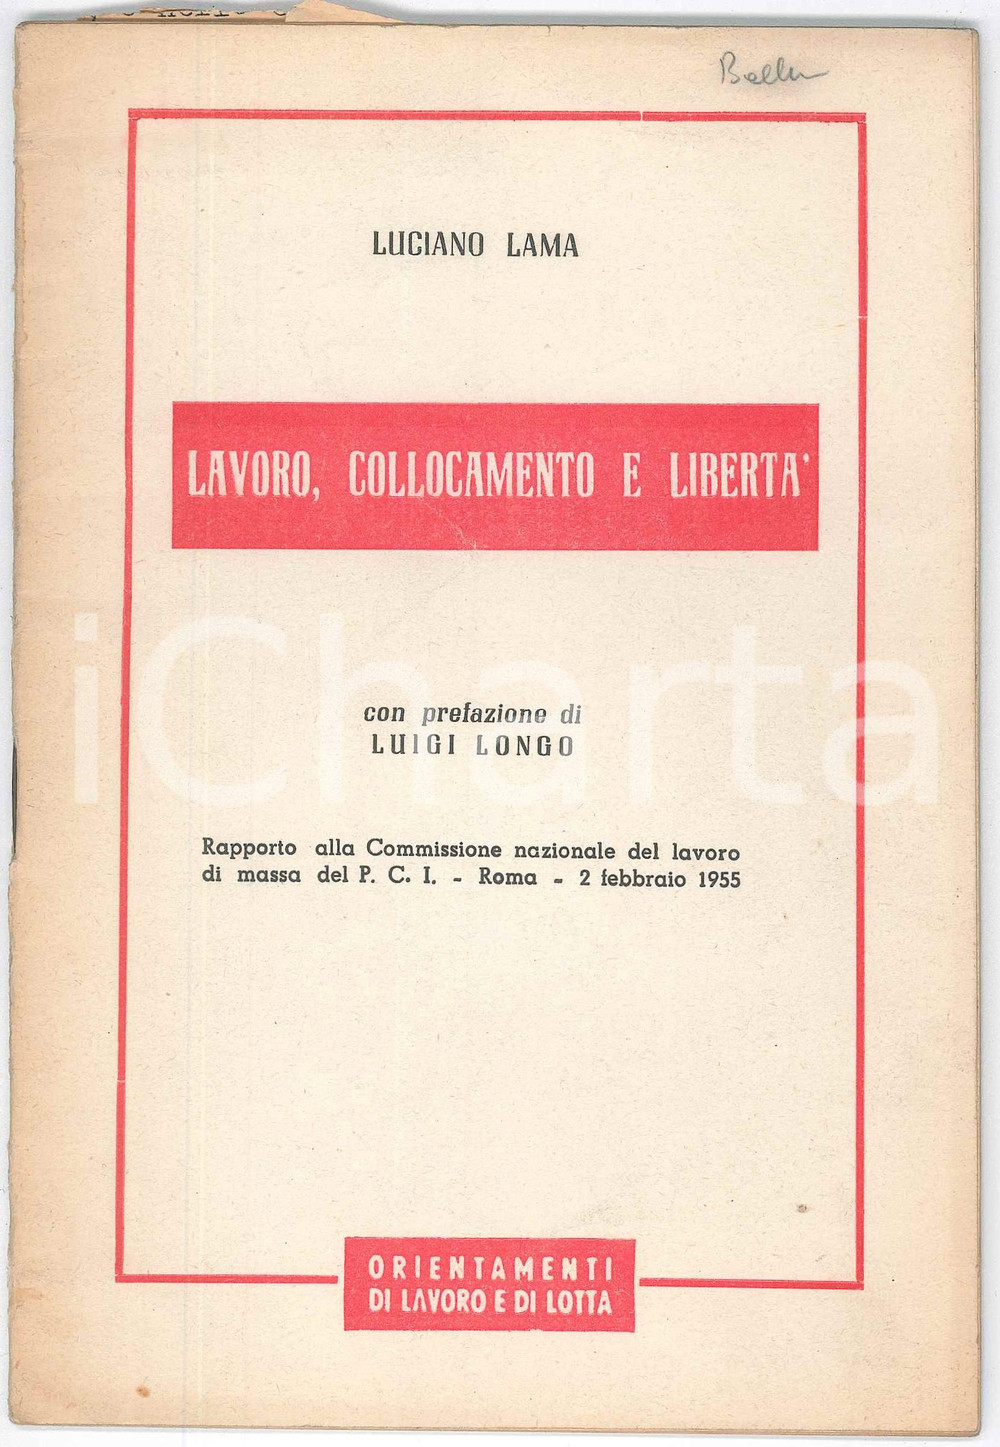 LUCIANO LAMA
LAVORO, COLLOCAMENTO E LIBERTA'
con prefazione di
LUIGI LONGO
iCharta
Rapporto alla Commissione nazionale del lavoro
di massa del P. C. I. - Roma - 2 febbraio 1955
ORIENTAMENTI
DI LAVORO E DI LOTTA